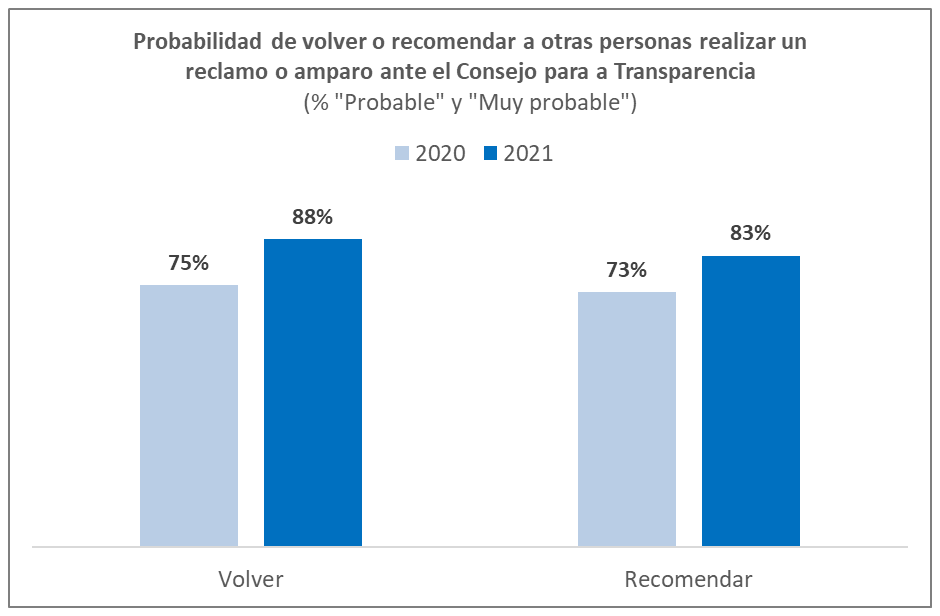 Probabilidad de volver o recomendar a otras personas realizar un
reclamo o amparo ante el Consejo para a Transparencia
(% "Probable" y "Muy probable")
2020 2021
88%
75%
83%
73%
Volver
Recomendar